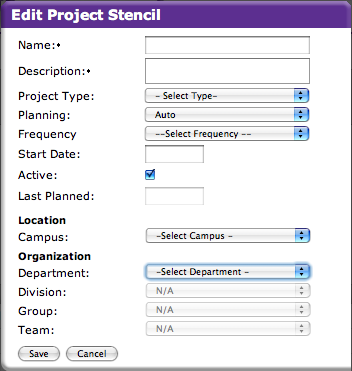 Edit Project Stencil
Name:•
Description:•
Project Type: - Select Type-
Planning: Auto
Frequency --Select Frequency --
Start Date:
Active:
Last Planned:
Location
Campus: -Select Campus -
Organization
Department: -Select Department -
Division: N/A
Group: N/A
Team: N/A
Save Cancel